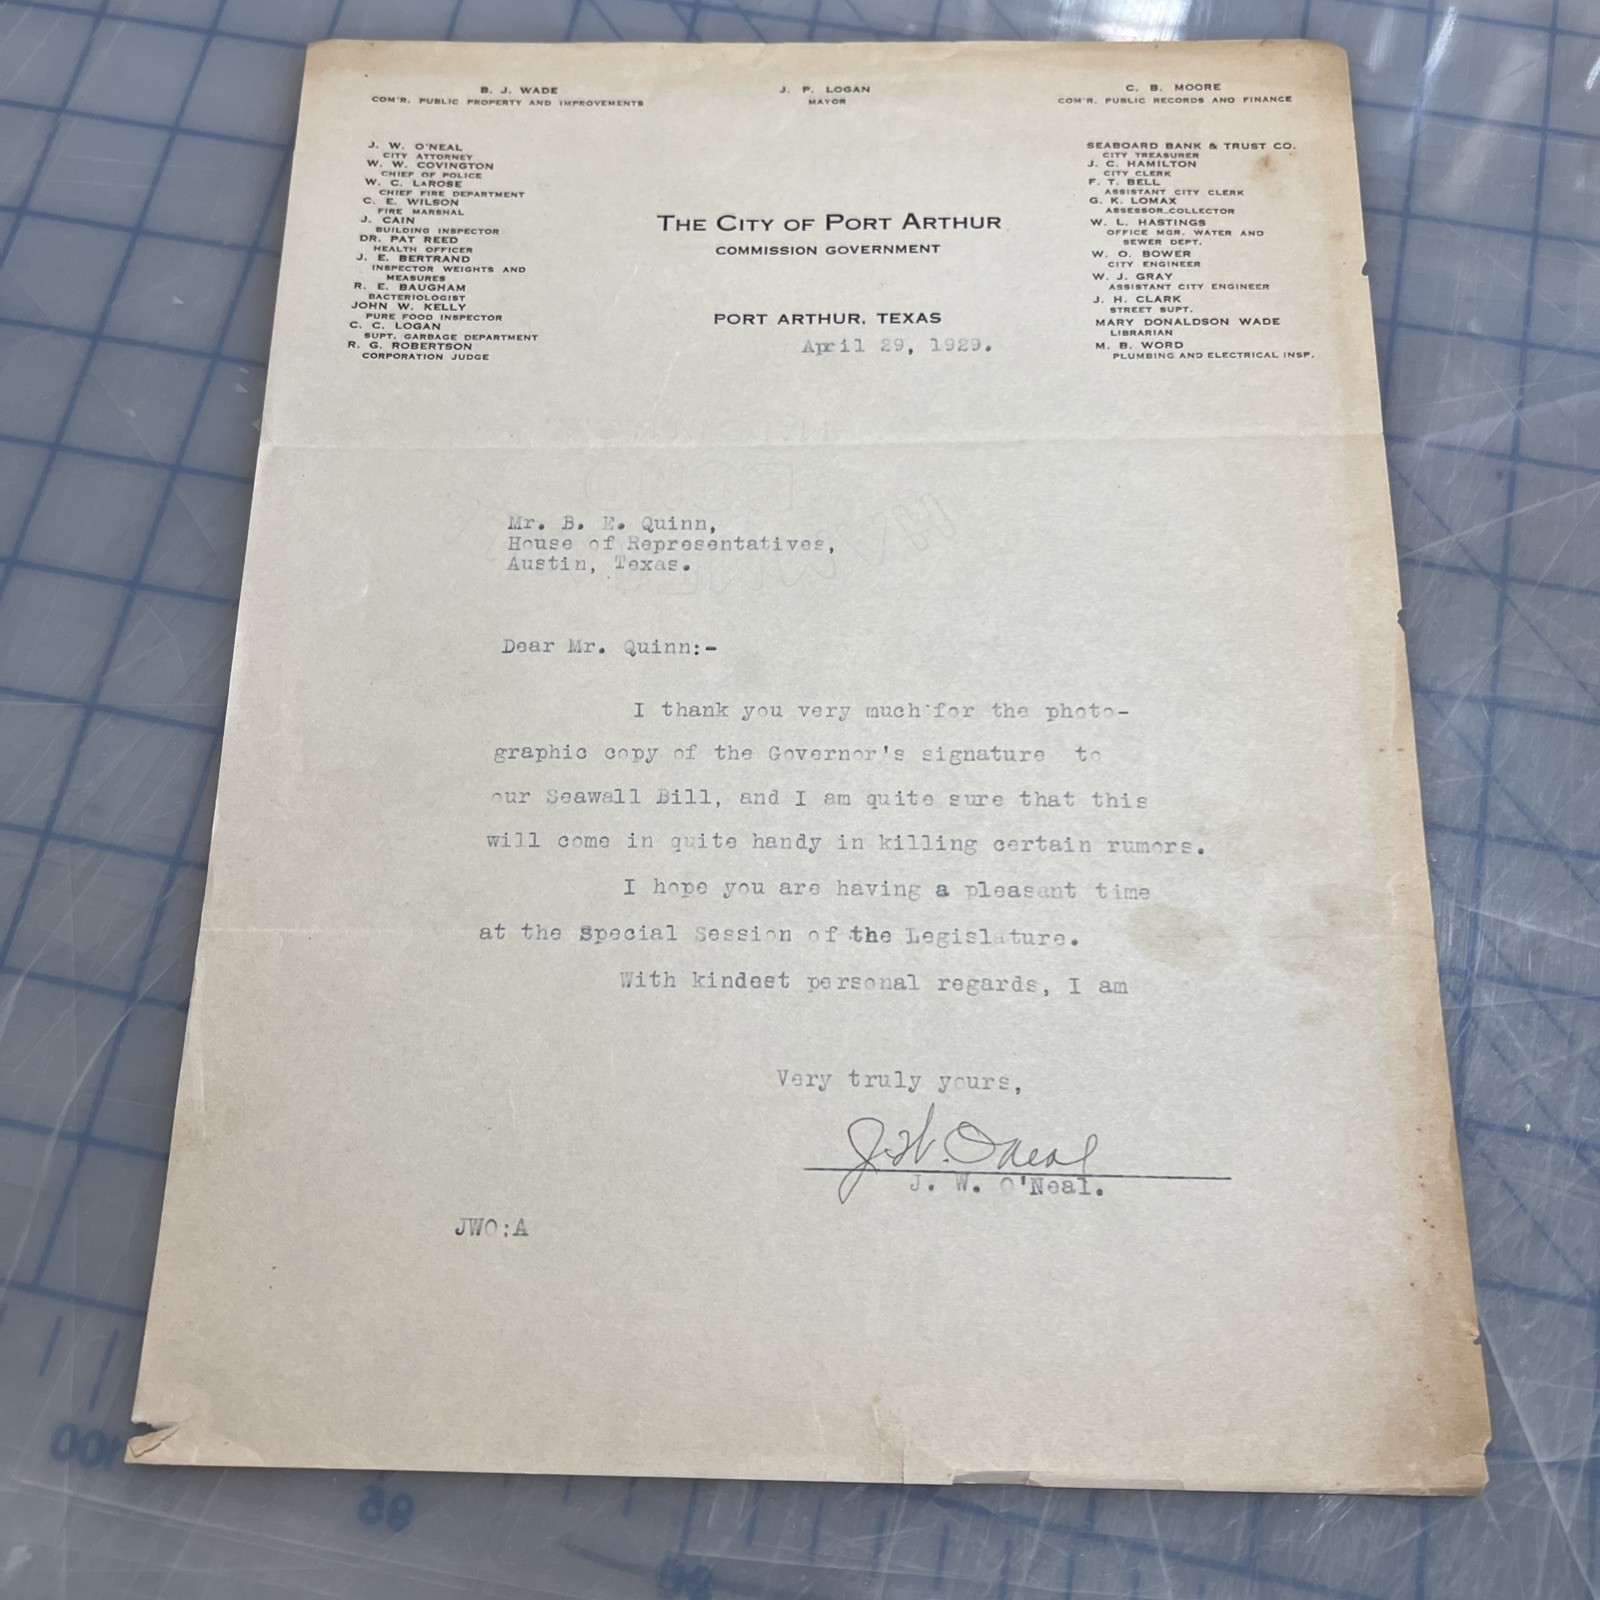 B. J. WADE
COM'R. PUBLIC PROPERTY AND IMPROVEMENTS
J. P. LOGAN
MAYOR
C. B. MOORE
COM'R. PUBLIC RECORDS AND FINANCE
J. W. O'NEAL
CITY ATTORNEY
W. W. COVINGTON
CHIEF OF POLICE
W. C. LAROSE
CHIEF FIRE DEPARTMENT
C. E. WILSON
FIRE MARSHAL
J. CAIN
BUILDING INSPECTOR
DR. PAT REED
HEALTH OFFICER
J. E. BERTRAND
INSPECTOR WEIGHTS AND
MEASURES
R. E. BAUGHAM
BACTERIOLOGIST
JOHN W. KELLY
PURE FOOD INSPECTOR
C. C. LOGAN
SUPT. GARBAGE DEPARTMENT
R. G. ROBERTSON
CORPORATION JUDGE
THE CITY OF PORT ARTHUR
COMMISSION GOVERNMENT
PORT ARTHUR, TEXAS
April 29, 1929.
SEABOARD BANK & TRUST CO.
CITY TREASURER
J. C. HAMILTON
CITY CLERK
F. T. BELL
ASSISTANT CITY CLERK
G. K. LOMAX
ASSESSOR-COLLECTOR
W. L. HASTINGS
OFFICE MGR. WATER AND
SEWER DEPT.
W. O. BOWER
CITY ENGINEER
W. J. GRAY
ASSISTANT CITY ENGINEER
J. H. CLARK
STREET SUPT.
MARY DONALDSON WADE
LIBRARIAN
M. B. WORD
PLUMBING AND ELECTRICAL INSP.
Mr. B. E. Quinn,
House of Representatives,
Austin, Texas.
Dear Mr. Quinn:-
I thank you very much for the photo-
graphic copy of the Governor's signature to
our Seawall Bill, and I am quite sure that this
will come in quite handy in killing certain rumors.
I hope you are having a pleasant time
at the Special Session of the Legislature.
With kindest personal regards, I am
Very truly yours,
J. W. O'Neal
J. W. O'Neal.
JWO:A
100
95
90